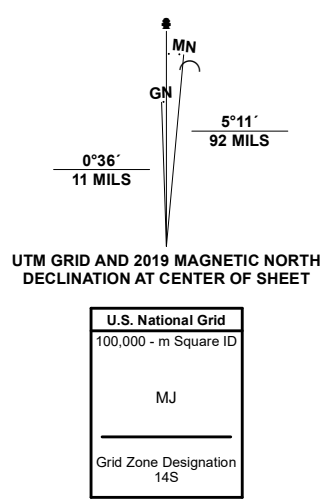 MN
GN
5°11´
92 MILS
0°36´
11 MILS
UTM GRID AND 2019 MAGNETIC NORTH
DECLINATION AT CENTER OF SHEET
U.S. National Grid
100,000 - m Square ID
MJ
Grid Zone Designation
14S